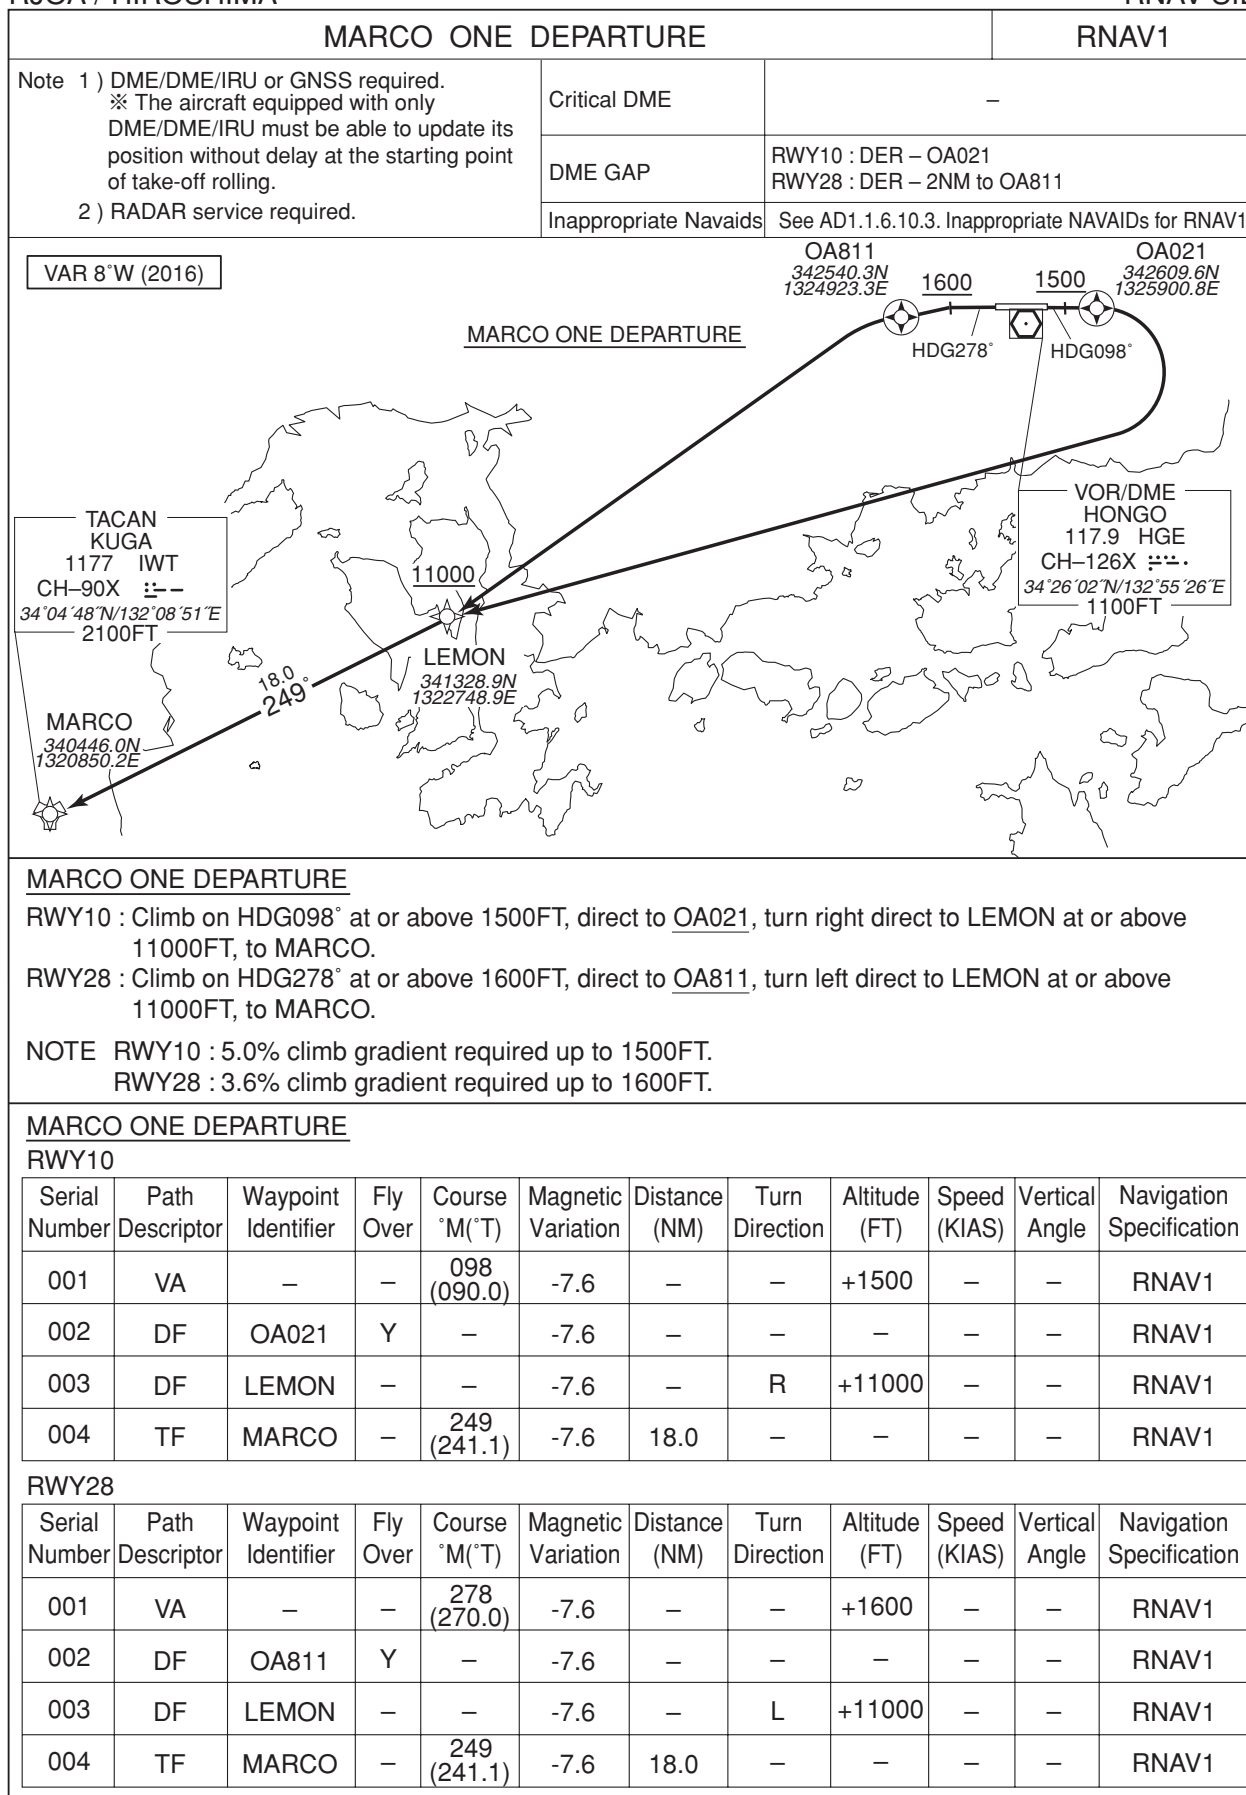 RJOA / HIROSHIMA
RNAV SID
MARCO ONE DEPARTURE
RNAV1
Note 1 ) DME/DME/IRU or GNSS required.
※ The aircraft equipped with only
DME/DME/IRU must be able to update its
position without delay at the starting point
of take-off rolling.
2 ) RADAR service required.
Critical DME
–
DME GAP
RWY10 : DER – OA021
RWY28 : DER – 2NM to OA811
Inappropriate Navaids
See AD1.1.6.10.3. Inappropriate NAVAIDs for RNAV1
VAR 8˚W (2016)
OA811
342540.3N
1324923.3E
1600
1500
OA021
342609.6N
1325900.8E
MARCO ONE DEPARTURE
HDG278˚
HDG098˚
TACAN
KUGA
1177 IWT
CH–90X
34˚04´48˝N/132˚08´51˝E
2100FT
VOR/DME
HONGO
117.9 HGE
CH–126X
34˚26´02˝N/132˚55´26˝E
1100FT
11000
LEMON
341328.9N
1322748.9E
18.0
249˚
MARCO
340446.0N
1320850.2E
MARCO ONE DEPARTURE
RWY10 : Climb on HDG098˚ at or above 1500FT, direct to OA021, turn right direct to LEMON at or above
11000FT, to MARCO.
RWY28 : Climb on HDG278˚ at or above 1600FT, direct to OA811, turn left direct to LEMON at or above
11000FT, to MARCO.
NOTE RWY10 : 5.0% climb gradient required up to 1500FT.
RWY28 : 3.6% climb gradient required up to 1600FT.
MARCO ONE DEPARTURE
RWY10
Serial Number Path Descriptor Waypoint Identifier Fly Over Course ˚M(˚T) Magnetic Variation Distance (NM) Turn Direction Altitude (FT) Speed (KIAS) Vertical Angle Navigation Specification
001 VA – – 098 (090.0) -7.6 – – +1500 – – RNAV1
002 DF OA021 Y – -7.6 – – – – – RNAV1
003 DF LEMON – – -7.6 – R +11000 – – RNAV1
004 TF MARCO – 249 (241.1) -7.6 18.0 – – – – RNAV1
RWY28
Serial Number Path Descriptor Waypoint Identifier Fly Over Course ˚M(˚T) Magnetic Variation Distance (NM) Turn Direction Altitude (FT) Speed (KIAS) Vertical Angle Navigation Specification
001 VA – – 278 (270.0) -7.6 – – +1600 – – RNAV1
002 DF OA811 Y – -7.6 – – – – – RNAV1
003 DF LEMON – – -7.6 – L +11000 – – RNAV1
004 TF MARCO – 249 (241.1) -7.6 18.0 – – – – RNAV1